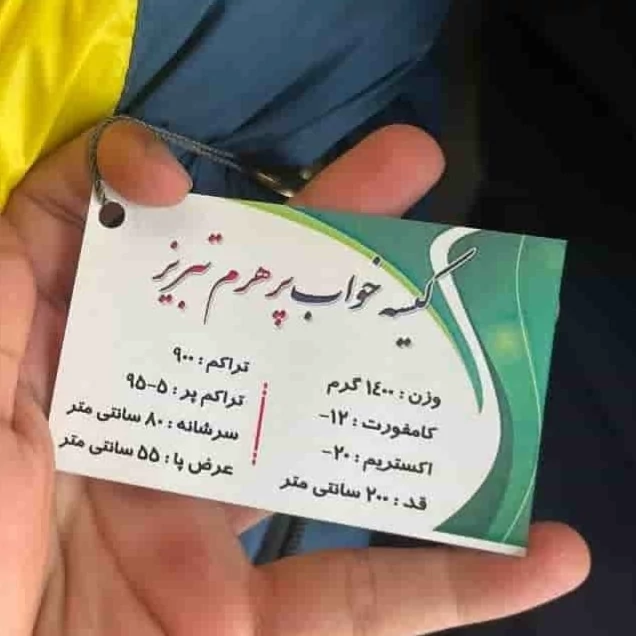 کیسه خواب پر هرم تبریز
وزن : ۱۴۰۰ گرم
کامفورت : ۱۲-
اکستریم : ۲۰-
قد : ۲۰۰ سانتی متر
تراکم : ۹۰۰
تراکم پر : ۵-۹۵
سرشانه : ۸۰ سانتی متر
عرض پا : ۵۵ سانتی متر